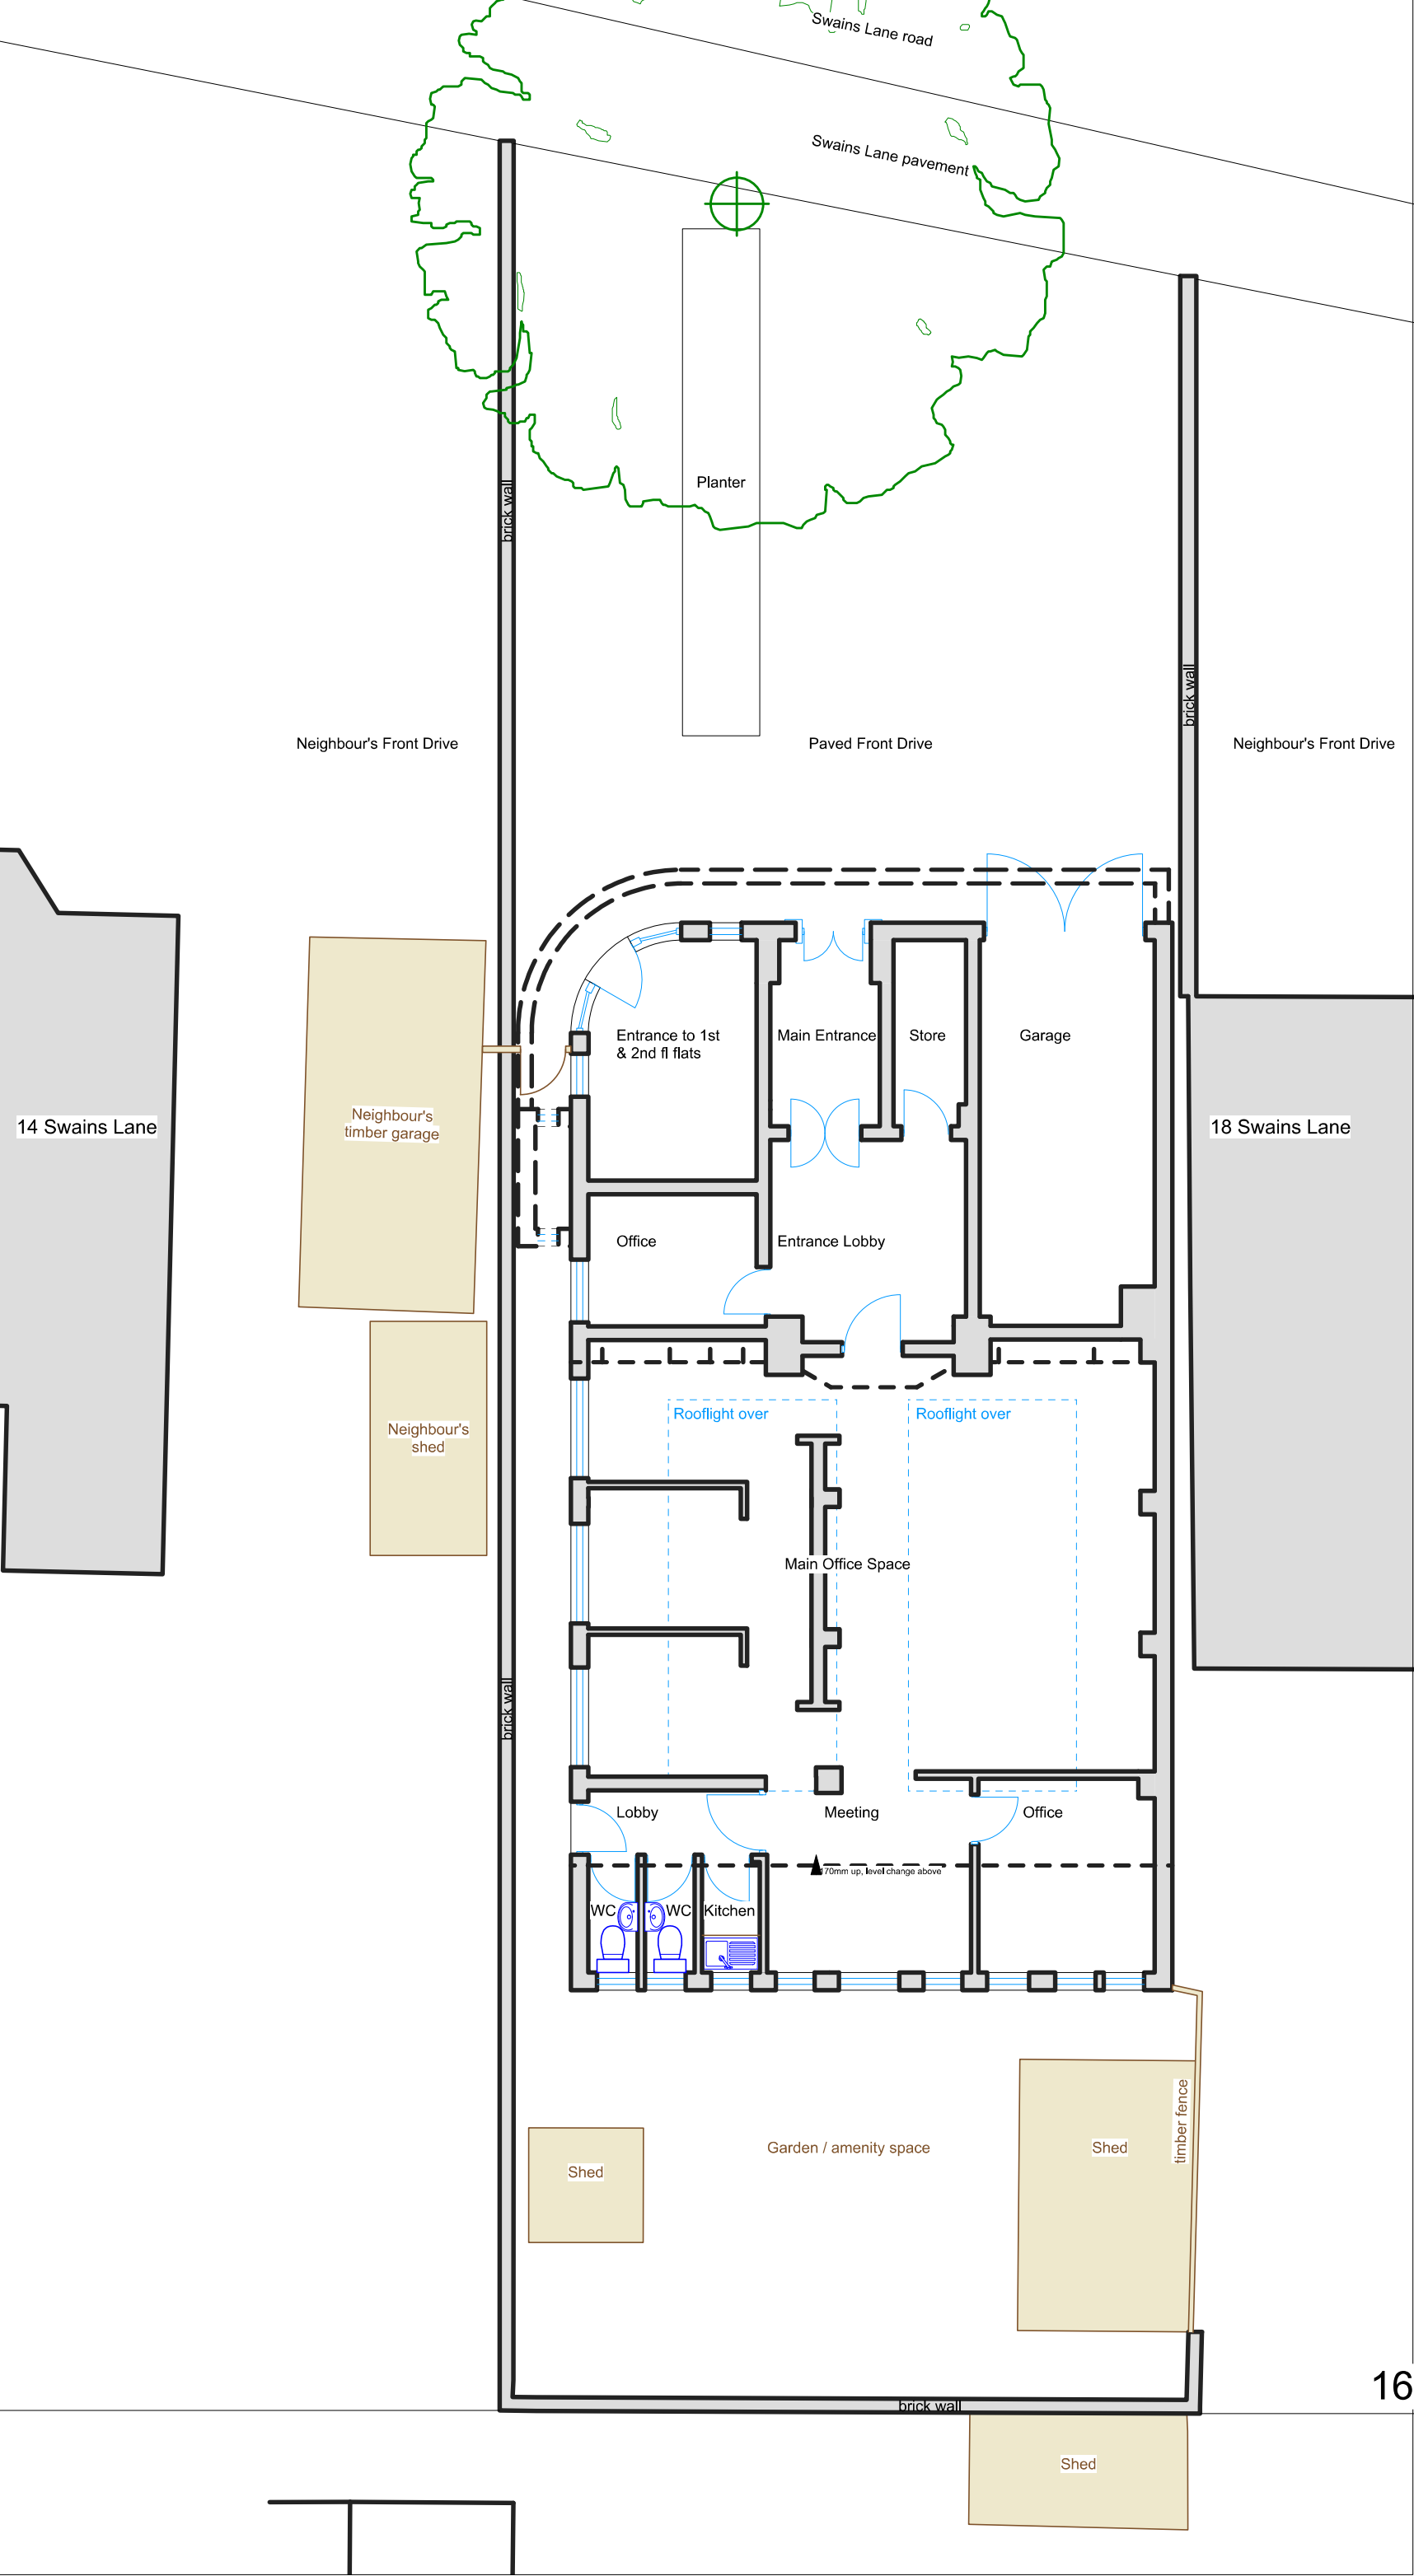 Swains Lane road
Swains Lane pavement
Planter
brick wall
brick wall
Neighbour's Front Drive
Paved Front Drive
Neighbour's Front Drive
Entrance to 1st
& 2nd fl flats
Main Entrance
Store
Garage
14 Swains Lane
Neighbour's
timber garage
18 Swains Lane
Office
Entrance Lobby
Rooflight over
Rooflight over
Neighbour's
shed
Main Office Space
brick wall
Lobby
Meeting
Office
170mm up, level change above
WC
WC
Kitchen
timber fence
Shed
Garden / amenity space
Shed
16
brick wall
Shed